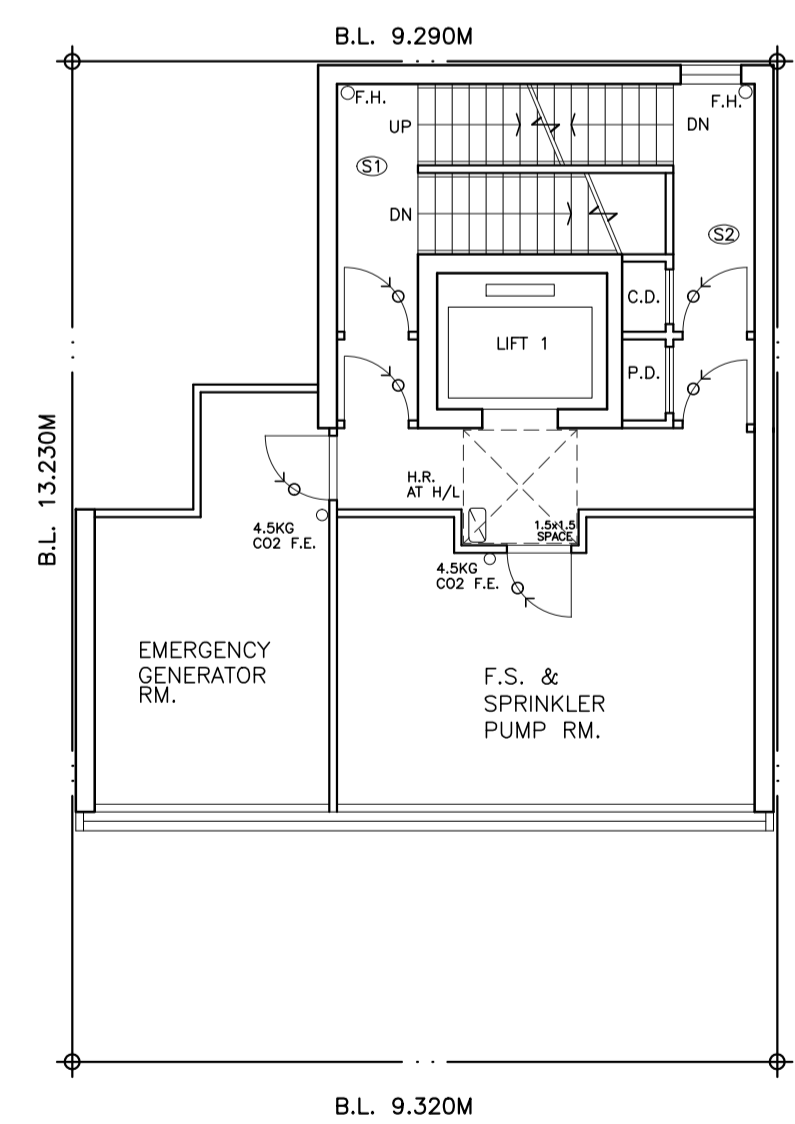 B.L. 9.290M
F.H.
F.H.
UP
DN
S1
DN
S2
C.D.
LIFT 1
P.D.
B.L. 13.230M
H.R.
AT H/L
4.5KG
CO2 F.E.
1.5x1.5
SPACE
4.5KG
CO2 F.E.
EMERGENCY
GENERATOR
RM.
F.S. &
SPRINKLER
PUMP RM.
B.L. 9.320M